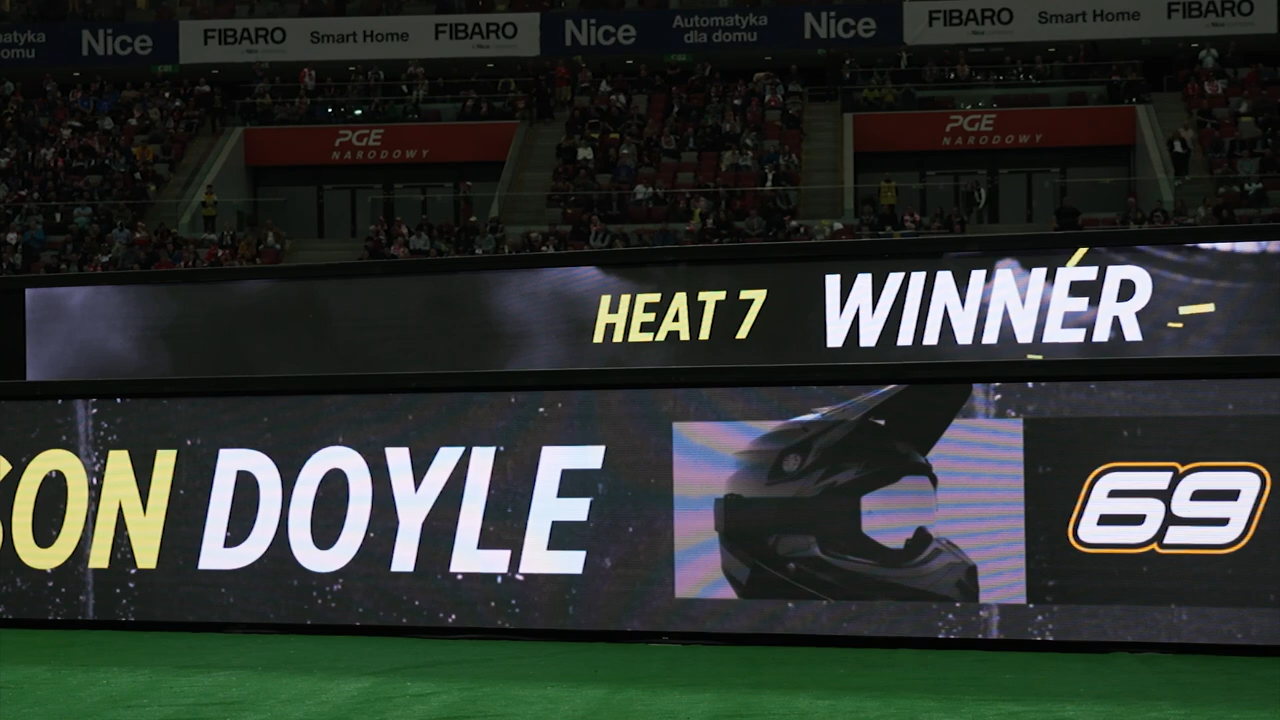 Nice
FIBARO
Smart Home
FIBARO
Nice
Automatyka
dla domu
Nice
FIBARO
Smart Home
FIBARO
domu
PGE
NARODOWY
PGE
NARODOWY
HEAT 7 WINNER
SON DOYLE
69